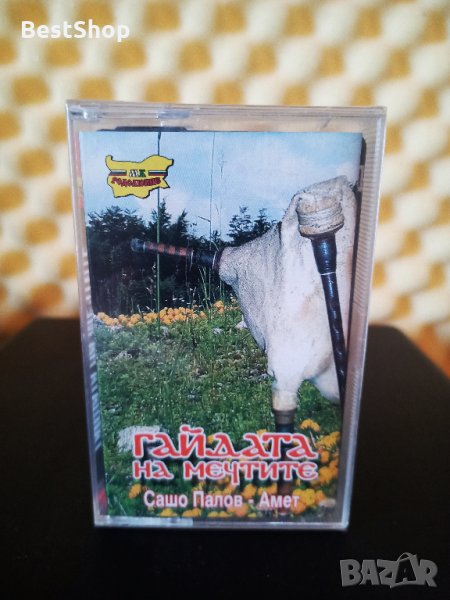 BestShop
ГАЙДАТА
НА МЕЧТИТЕ
Сашо Палов - Амет
BAZAR